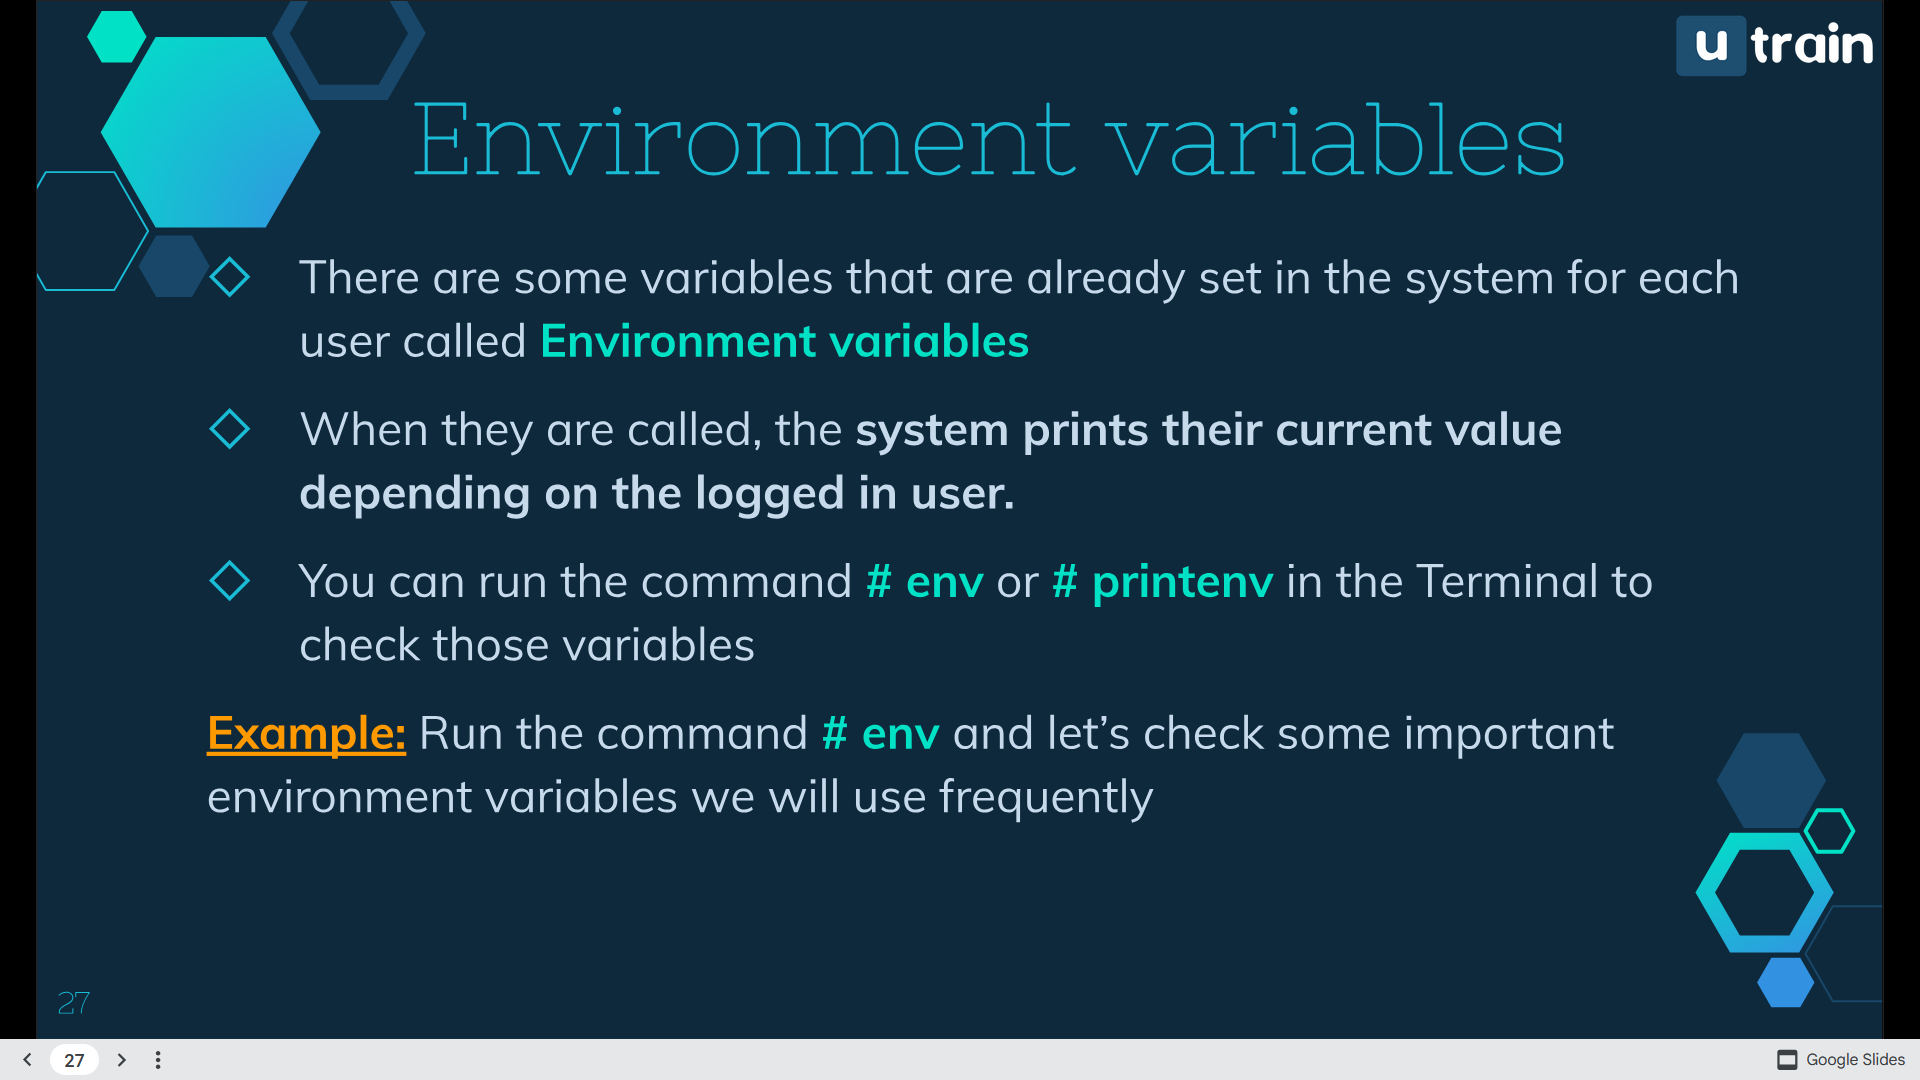 u train
Environment variables
There are some variables that are already set in the system for each
user called Environment variables
When they are called, the system prints their current value
depending on the logged in user.
You can run the command # env or # printenv in the Terminal to
check those variables
Example: Run the command # env and let’s check some important
environment variables we will use frequently
27
27
Google Slides